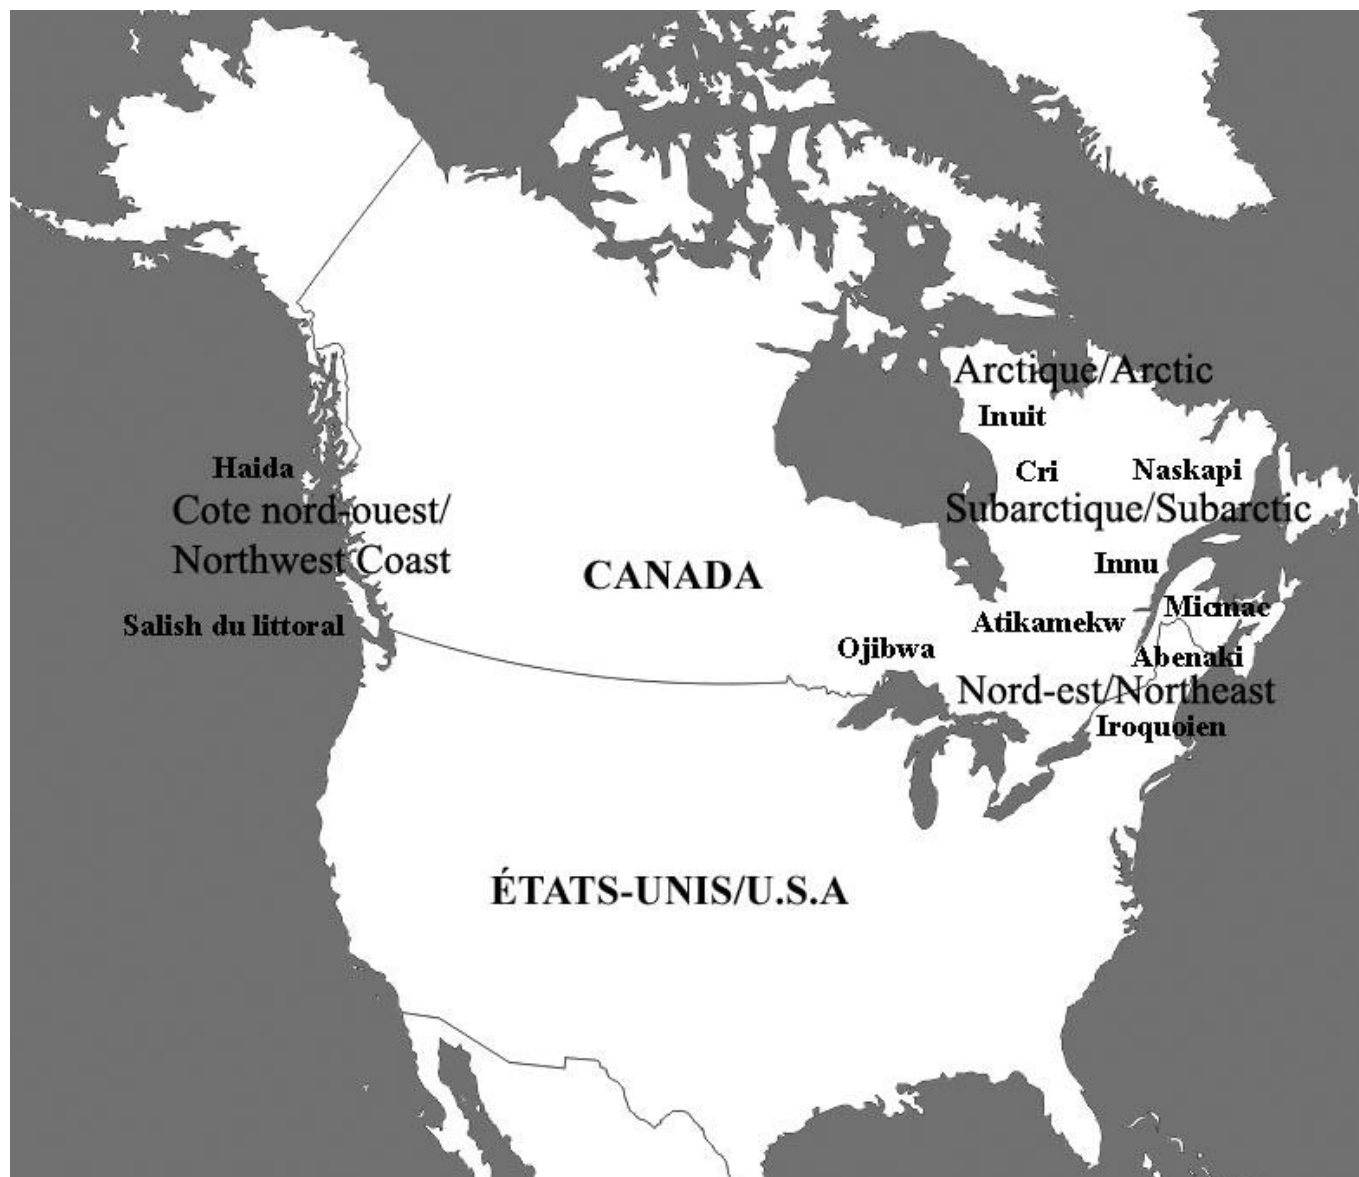 Arctique/Arctic
Inuit
Haida
Cri
Naskapi
Cote nord-ouest/
Northwest Coast
Subarctique/Subarctic
CANADA
Innu
Salish du littoral
Atikamekw
Micmac
Ojibwa
Abenaki
Nord-est/Northeast
Iroquoien
ÉTATS-UNIS/U.S.A